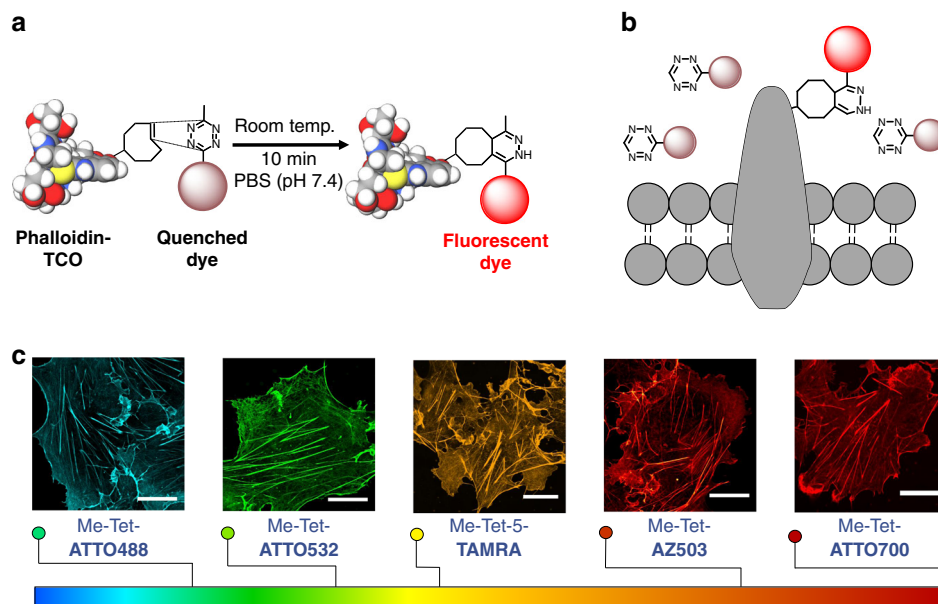 a
b
N
N
N
N
Room temp.
10 min
PBS (pH 7.4)
N
NH
Phalloidin-
TCO
Quenched
dye
Fluorescent
dye
N
N
N
N
N
N
N
N
N
NH
N
N
N
N
c
Me-Tet-
ATTO488
Me-Tet-
ATTO532
Me-Tet-5-
TAMRA
Me-Tet-
AZ503
Me-Tet-
ATTO700